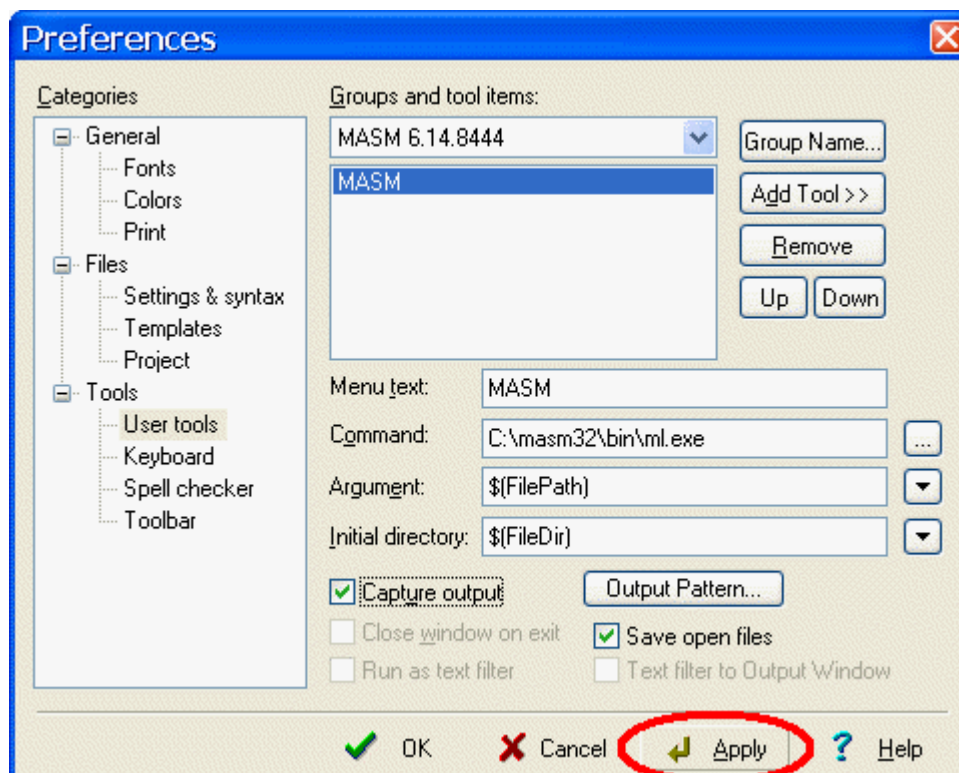 Preferences
Categories
General
Fonts
Colors
Print
Files
Settings & syntax
Templates
Project
Tools
User tools
Keyboard
Spell checker
Toolbar
Groups and tool items:
MASM 6.14.8444
MASM
Group Name...
Add Tool >>
Remove
Up Down
Menu text: MASM
Command: C:\masm32\bin\ml.exe ...
Argument: $(FilePath)
Initial directory: $(FileDir)
Capture output Output Pattern...
Close window on exit Save open files
Run as text filter Text filter to Output Window
OK Cancel Apply Help